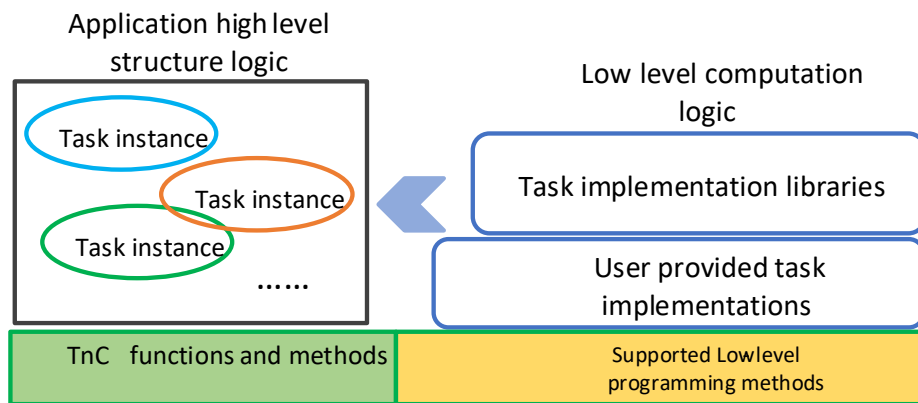 Application high level
structure logic
Task instance
Task instance
Task instance
......
Low level computation
logic
Task implementation libraries
User provided task
implementations
TnC functions and methods
Supported Lowlevel
programming methods